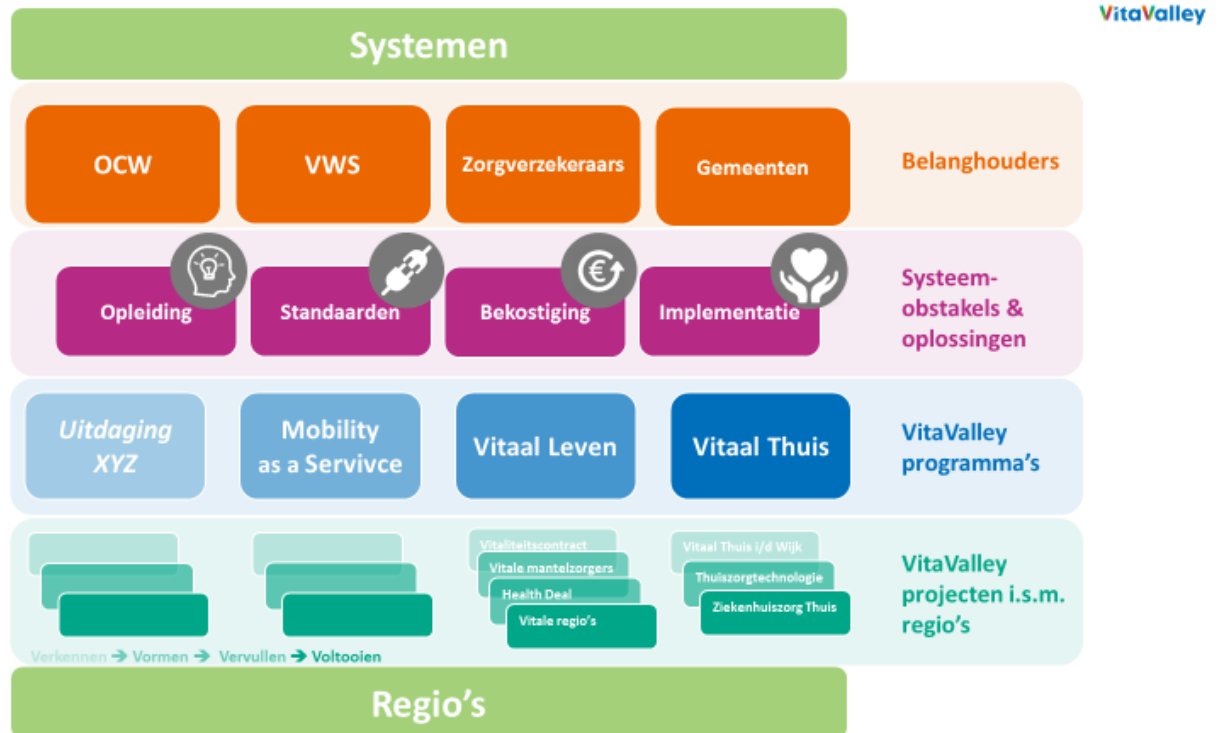 VitaValley
Systemen
OCW
VWS
Zorgverzekeraars
Gemeenten
Belanghouders
Opleiding
Standaarden
Bekostiging
Implementatie
Systeem-
obstakels &
oplossingen
Uitdaging
XYZ
Mobility
as a Servivce
Vitaal Leven
Vitaal Thuis
VitaValley
programma's
Vitaliteitscontract
Vitale mantelzorgers
Health Deal
Vitale regio's
Vitaal Thuis i/d Wijk
Thuiszorgtechnologie
Ziekenhuiszorg Thuis
VitaValley
projecten i.s.m.
regio's
Verkennen ➔ Vormen ➔ Vervullen ➔ Voltooien
Regio's